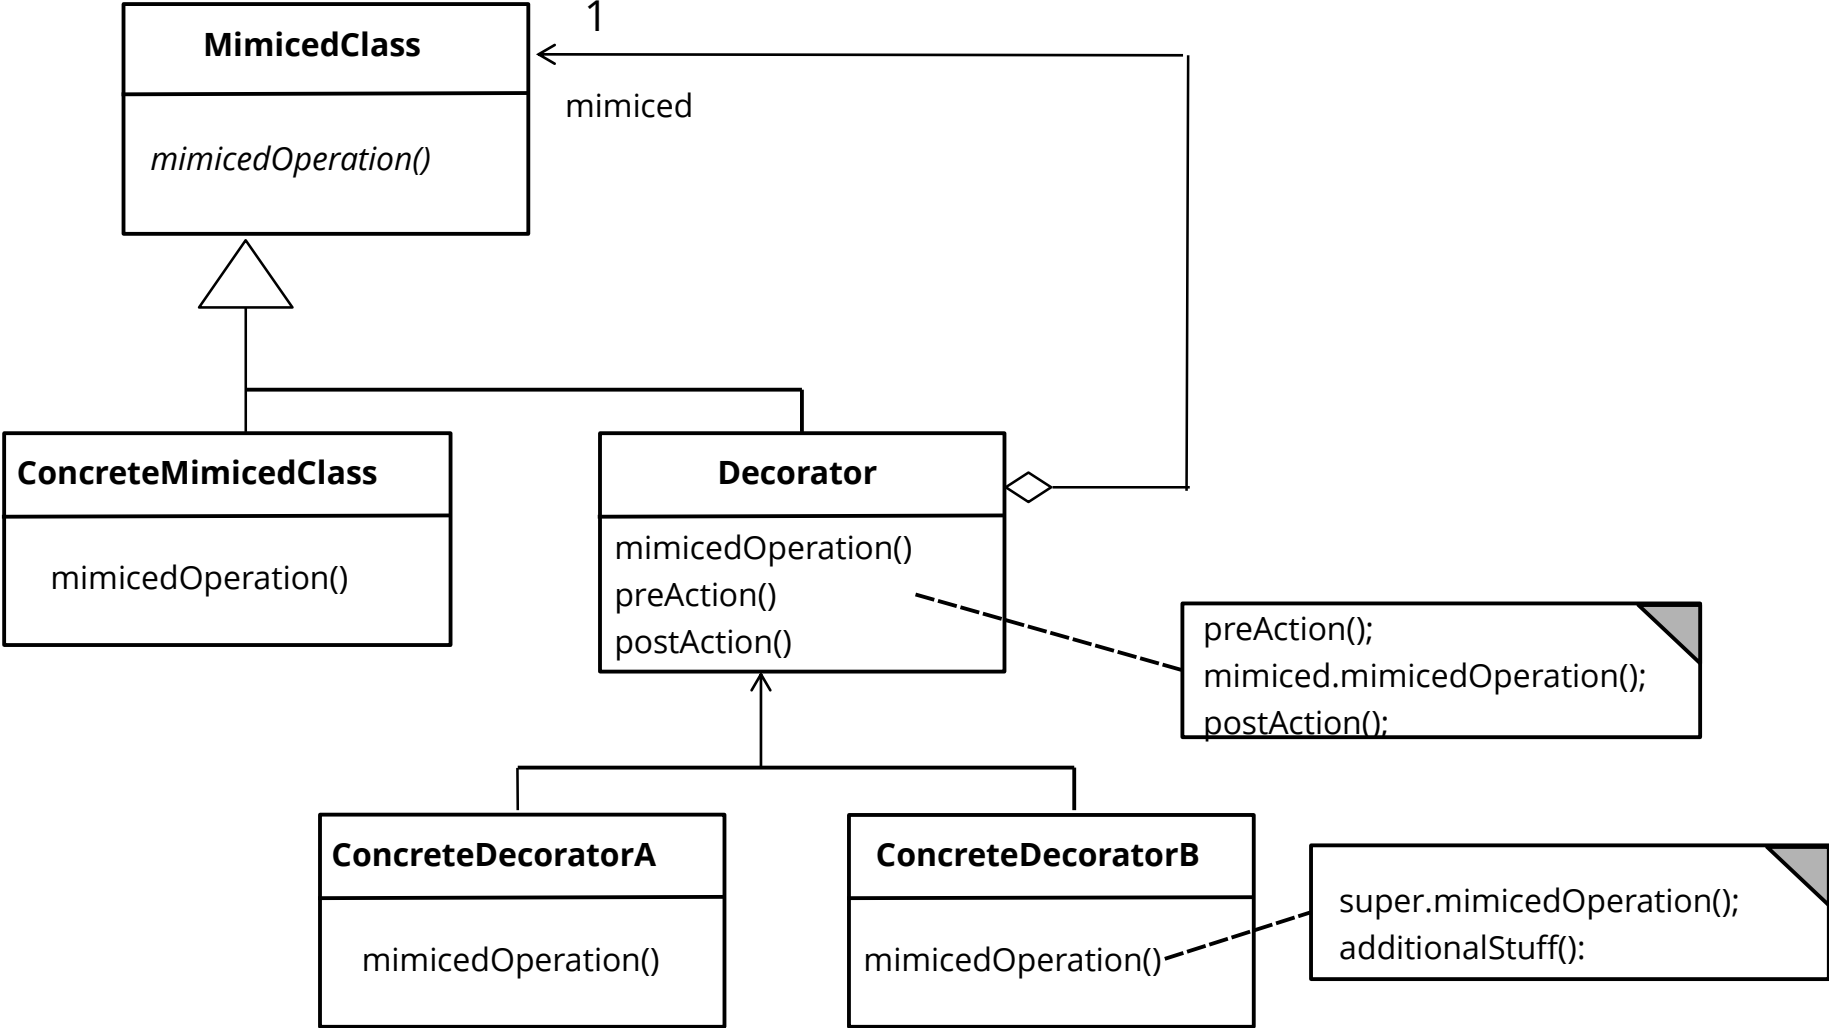 1
MimicedClass
mimiced
mimicedOperation()
ConcreteMimicedClass
Decorator
mimicedOperation()
mimicedOperation()
preAction()
postAction()
preAction();
mimiced.mimicedOperation();
postAction();
ConcreteDecoratorA
ConcreteDecoratorB
super.mimicedOperation();
additionalStuff():
mimicedOperation()
mimicedOperation()